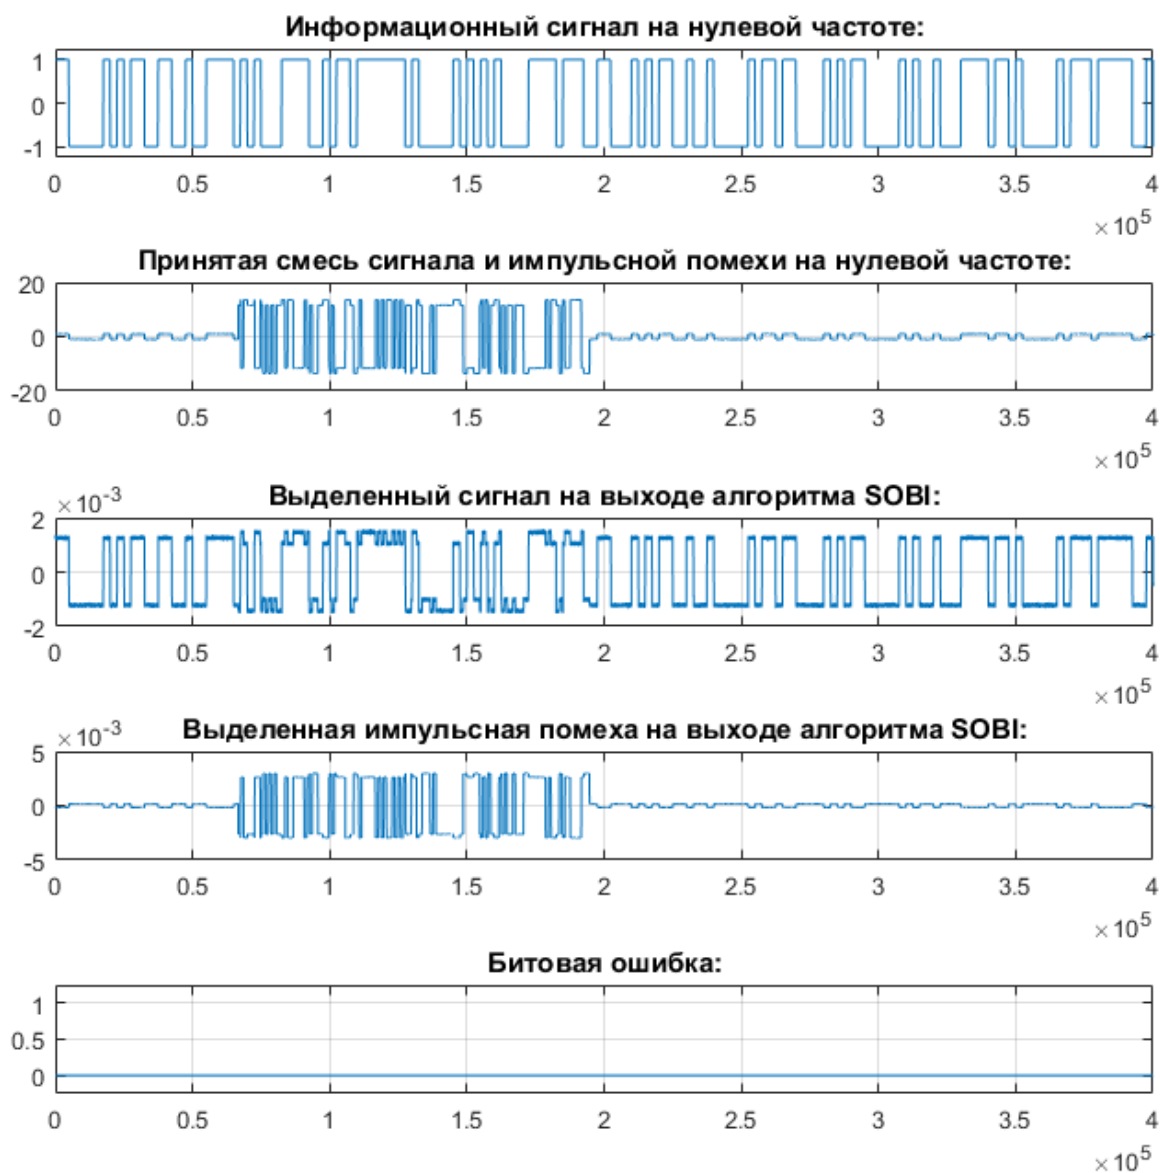 Информационный сигнал на нулевой частоте:
1
0
-1
0 0.5 1 1.5 2 2.5 3 3.5 4
×10^5
Принятая смесь сигнала и импульсной помехи на нулевой частоте:
20
0
-20
0 0.5 1 1.5 2 2.5 3 3.5 4
×10^5
×10^-3 Выделенный сигнал на выходе алгоритма SOBI:
2
0
-2
0 0.5 1 1.5 2 2.5 3 3.5 4
×10^5
×10^-3 Выделенная импульсная помеха на выходе алгоритма SOBI:
5
0
-5
0 0.5 1 1.5 2 2.5 3 3.5 4
×10^5
Битовая ошибка:
1
0.5
0
0 0.5 1 1.5 2 2.5 3 3.5 4
×10^5